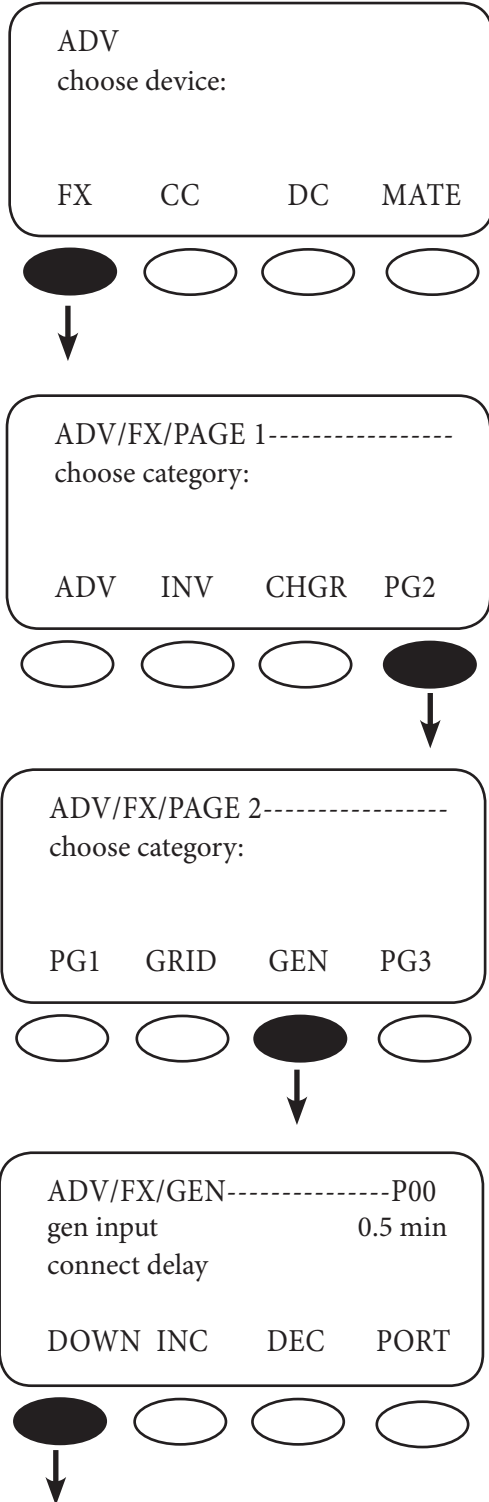 ADV
choose device:
FX CC DC MATE
ADV/FX/PAGE 1-----------------
choose category:
ADV INV CHGR PG2
ADV/FX/PAGE 2-----------------
choose category:
PG1 GRID GEN PG3
ADV/FX/GEN---------------P00
gen input 0.5 min
connect delay
DOWN INC DEC PORT